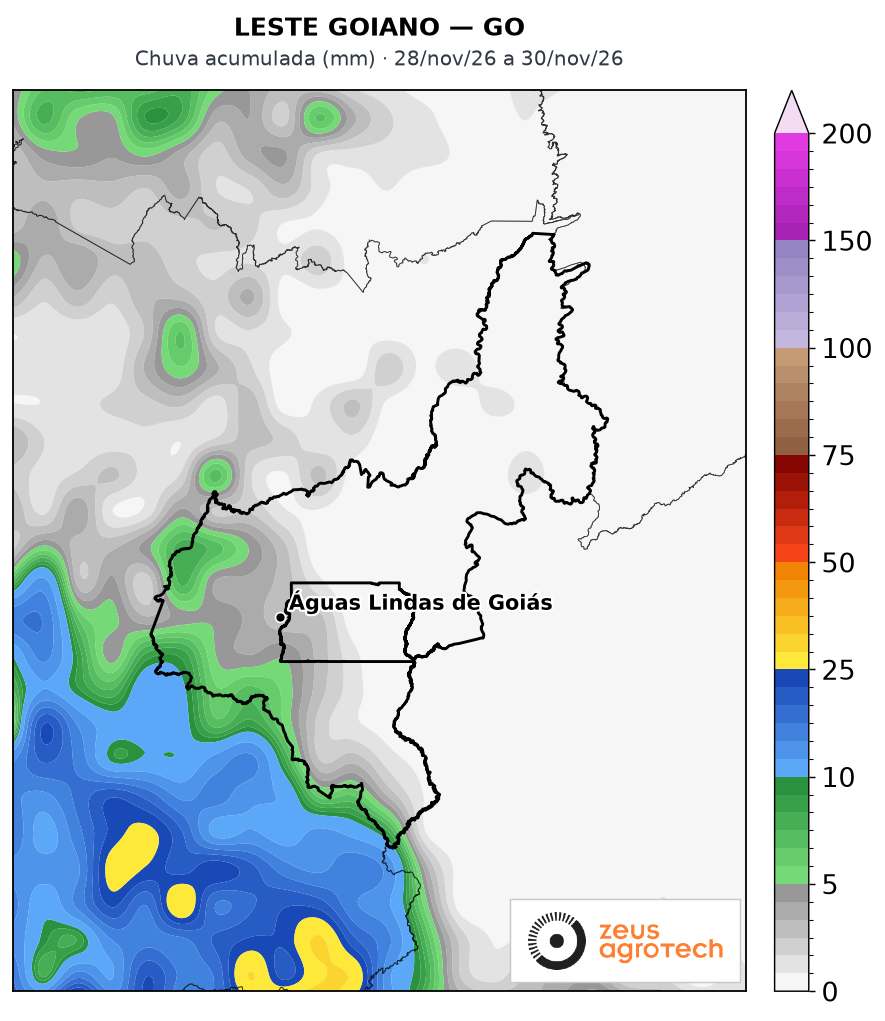 LESTE GOIANO — GO
Chuva acumulada (mm) · 28/nov/26 a 30/nov/26
200
150
100
75
50
25
10
5
0
Águas Lindas de Goiás
zeus
agrotech